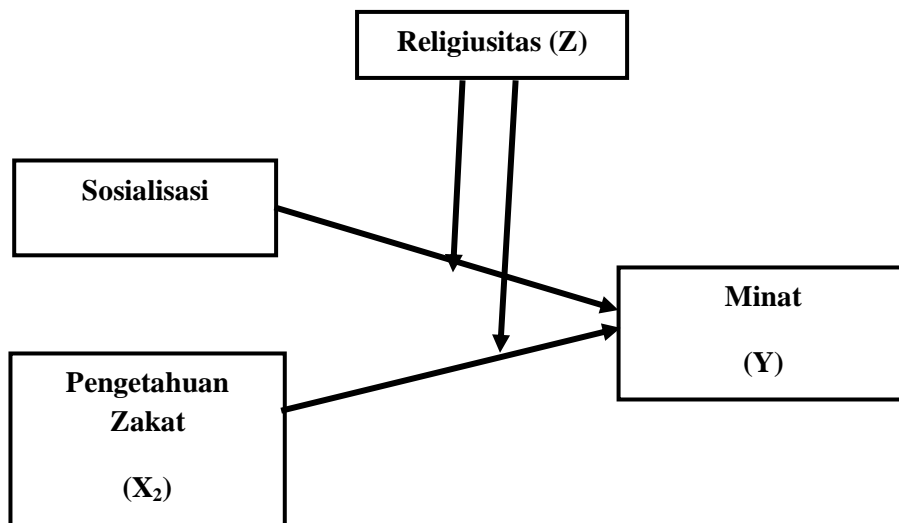 Religiusitas (Z)
Sosialisasi
Minat
(Y)
Pengetahuan
Zakat
(X₂)